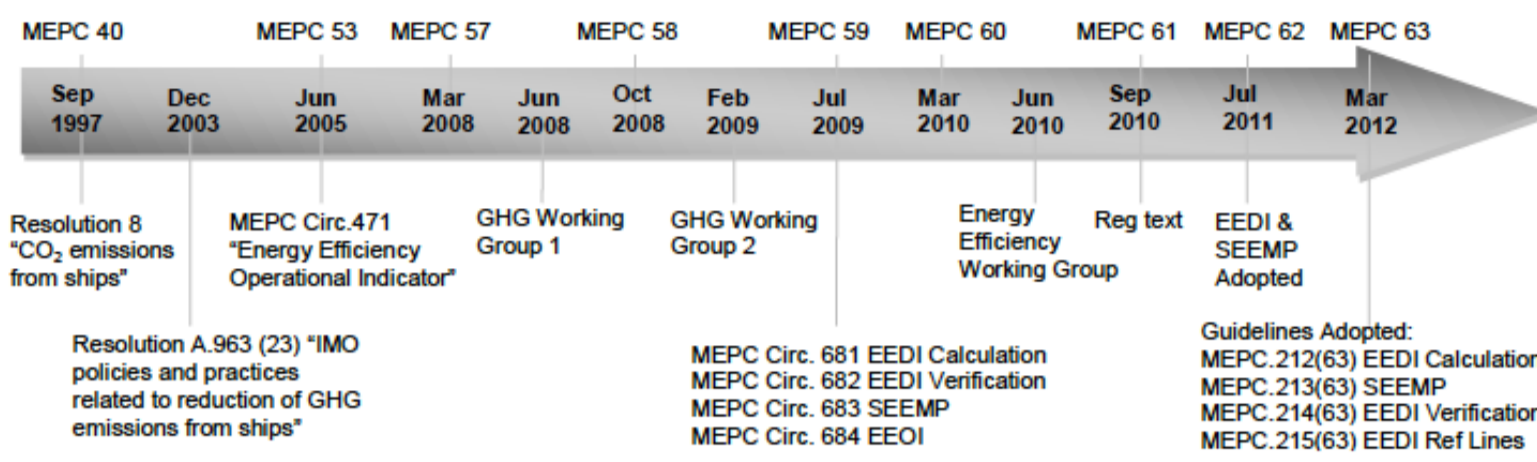 MEPC 40 MEPC 53 MEPC 57 MEPC 58 MEPC 59 MEPC 60 MEPC 61 MEPC 62 MEPC 63
Sep Dec Jun Mar Jun Oct Feb Jul Mar Jun Sep Jul Mar
1997 2003 2005 2008 2008 2008 2009 2009 2010 2010 2010 2011 2012
Resolution 8
“CO₂ emissions
from ships”
Resolution A.963 (23) “IMO
policies and practices
related to reduction of GHG
emissions from ships”
MEPC Circ.471
“Energy Efficiency
Operational Indicator”
GHG Working
Group 1
GHG Working
Group 2
MEPC Circ. 681 EEDI Calculation
MEPC Circ. 682 EEDI Verification
MEPC Circ. 683 SEEMP
MEPC Circ. 684 EEOI
Energy
Efficiency
Working Group
Reg text
EEDI &
SEEMP
Adopted
Guidelines Adopted:
MEPC.212(63) EEDI Calculation
MEPC.213(63) SEEMP
MEPC.214(63) EEDI Verification
MEPC.215(63) EEDI Ref Lines